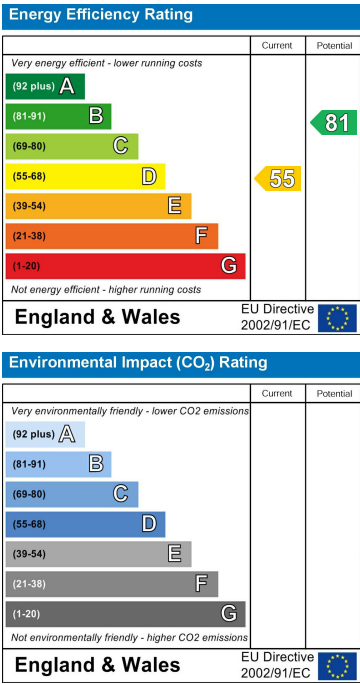 Energy Efficiency Rating
Current Potential
Very energy efficient - lower running costs
(92 plus) A
(81-91) B
81
(69-80) C
(55-68) D
55
(39-54) E
(21-38) F
(1-20) G
Not energy efficient - higher running costs
England & Wales
EU Directive
2002/91/EC
Environmental Impact (CO₂) Rating
Current Potential
Very environmentally friendly - lower CO2 emissions
(92 plus) A
(81-91) B
(69-80) C
(55-68) D
(39-54) E
(21-38) F
(1-20) G
Not environmentally friendly - higher CO2 emissions
England & Wales
EU Directive
2002/91/EC